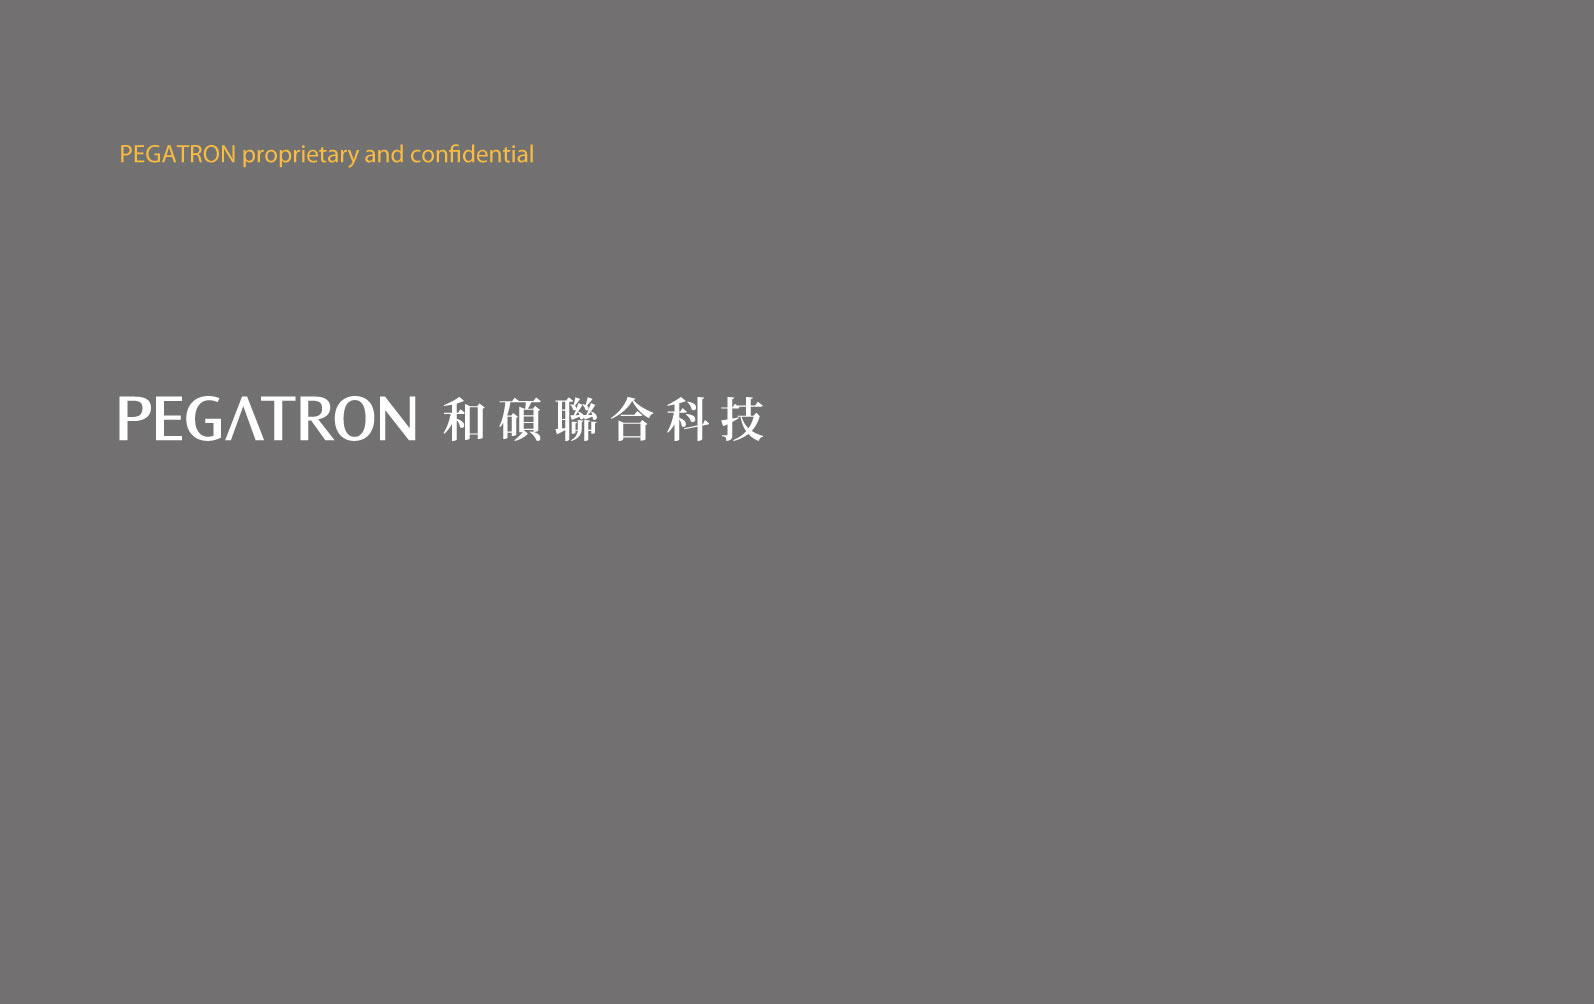 PEGATRON proprietary and confidential
PEGATRON 和碩聯合科技